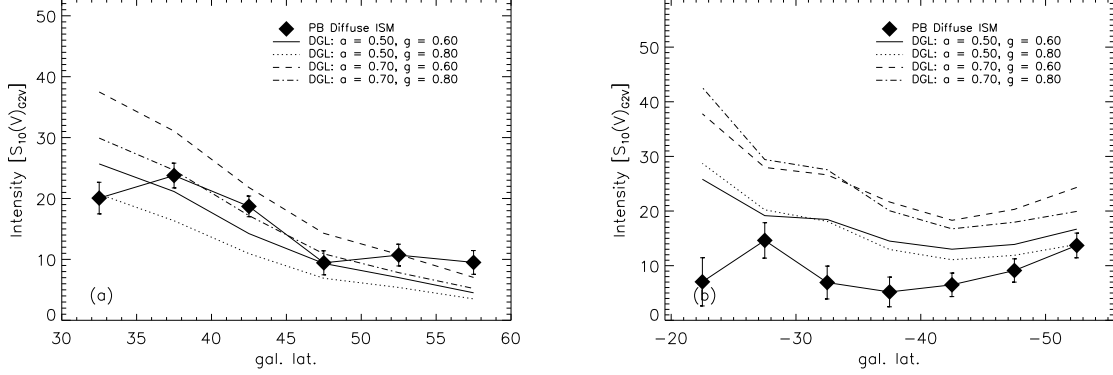 50
40
30
20
10
0
Intensity [S10(V)G2V]
PB Diffuse ISM
DGL: a = 0.50, g = 0.60
DGL: a = 0.50, g = 0.80
DGL: a = 0.70, g = 0.60
DGL: a = 0.70, g = 0.80
(a)
30 35 40 45 50 55 60
gal. lat.
50
40
30
20
10
0
Intensity [S10(V)G2V]
PB Diffuse ISM
DGL: a = 0.50, g = 0.60
DGL: a = 0.50, g = 0.80
DGL: a = 0.70, g = 0.60
DGL: a = 0.70, g = 0.80
(b)
−20 −30 −40 −50
gal. lat.